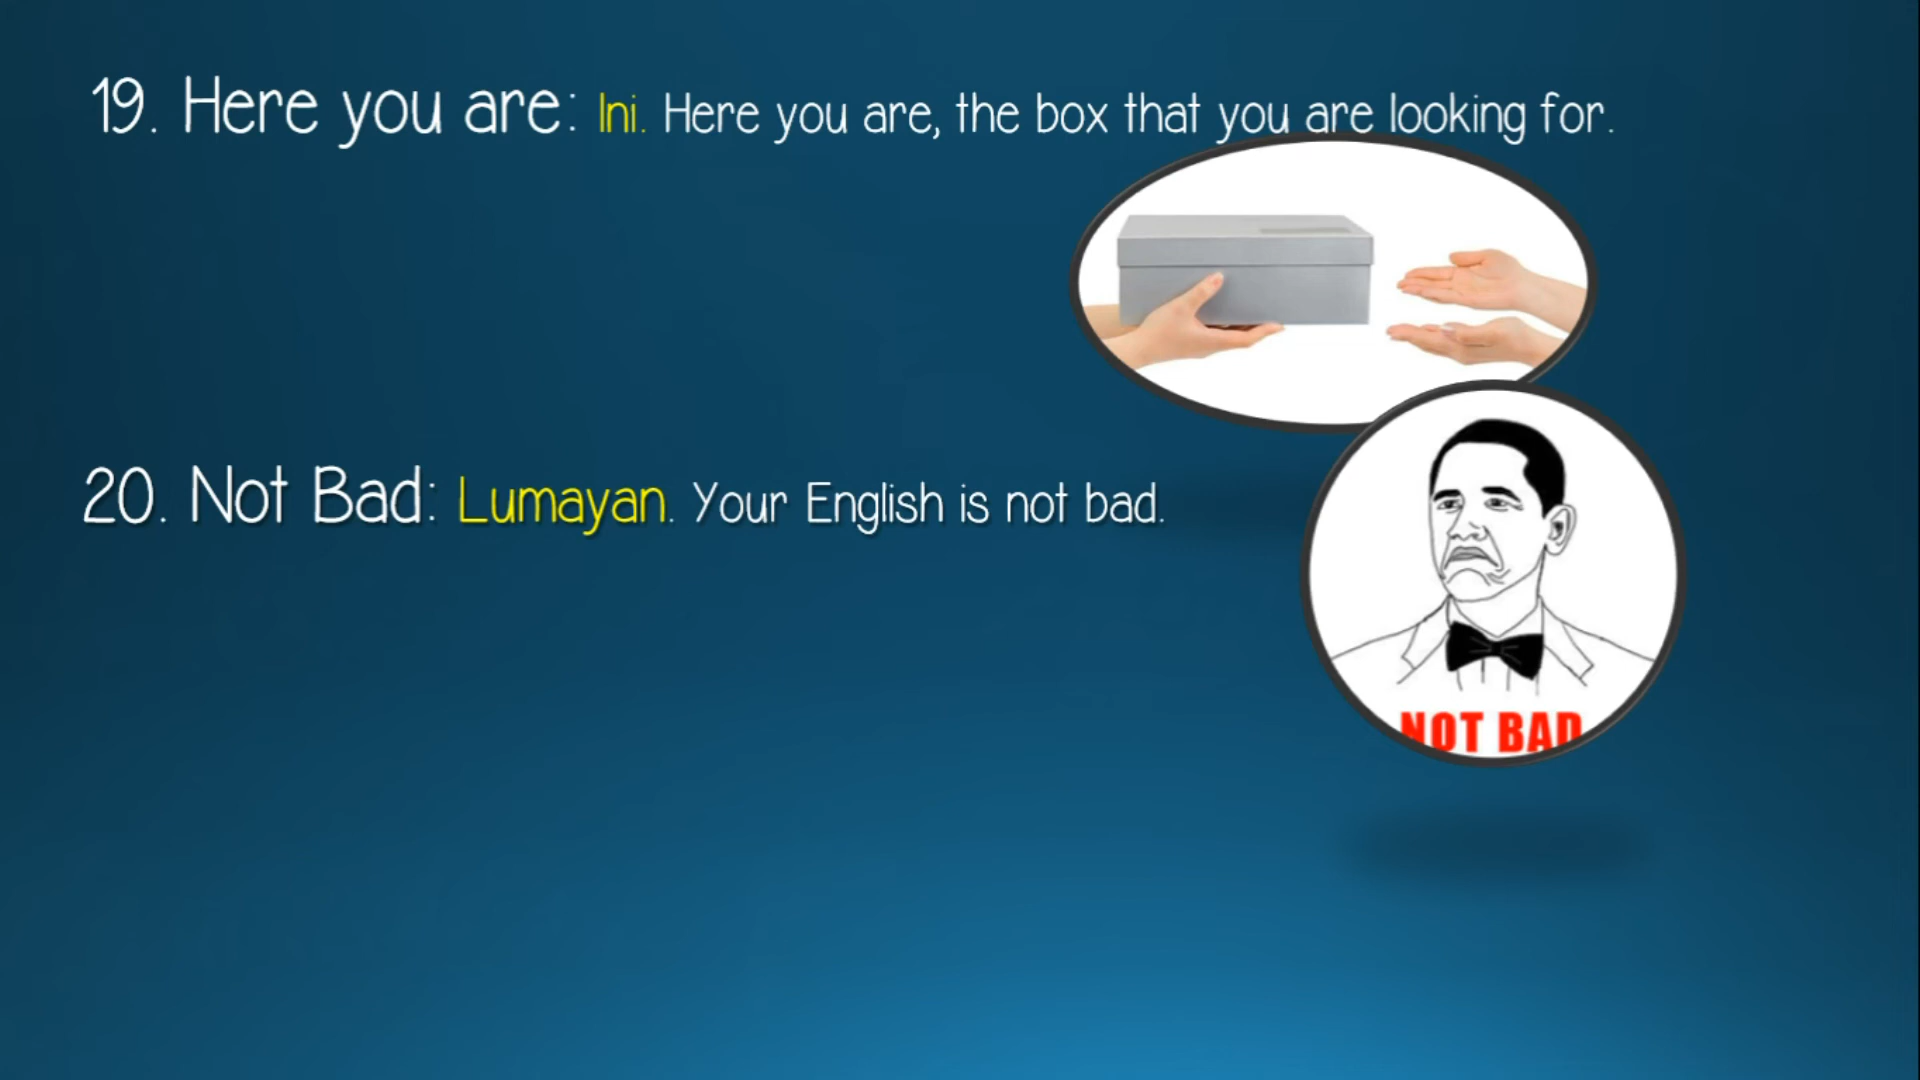 19. Here you are: Ini. Here you are, the box that you are looking for.
20. Not Bad: Lumayan. Your English is not bad.
NOT BAD